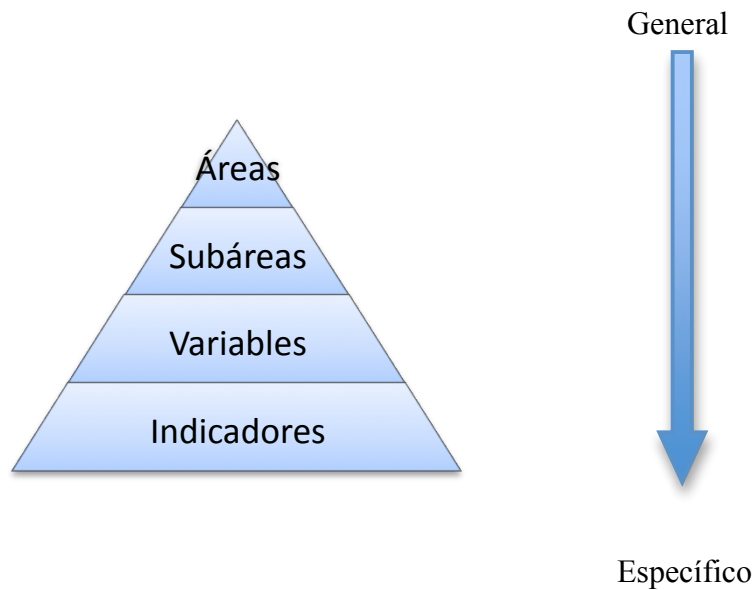 General
Áreas
Subáreas
Variables
Indicadores
Específico